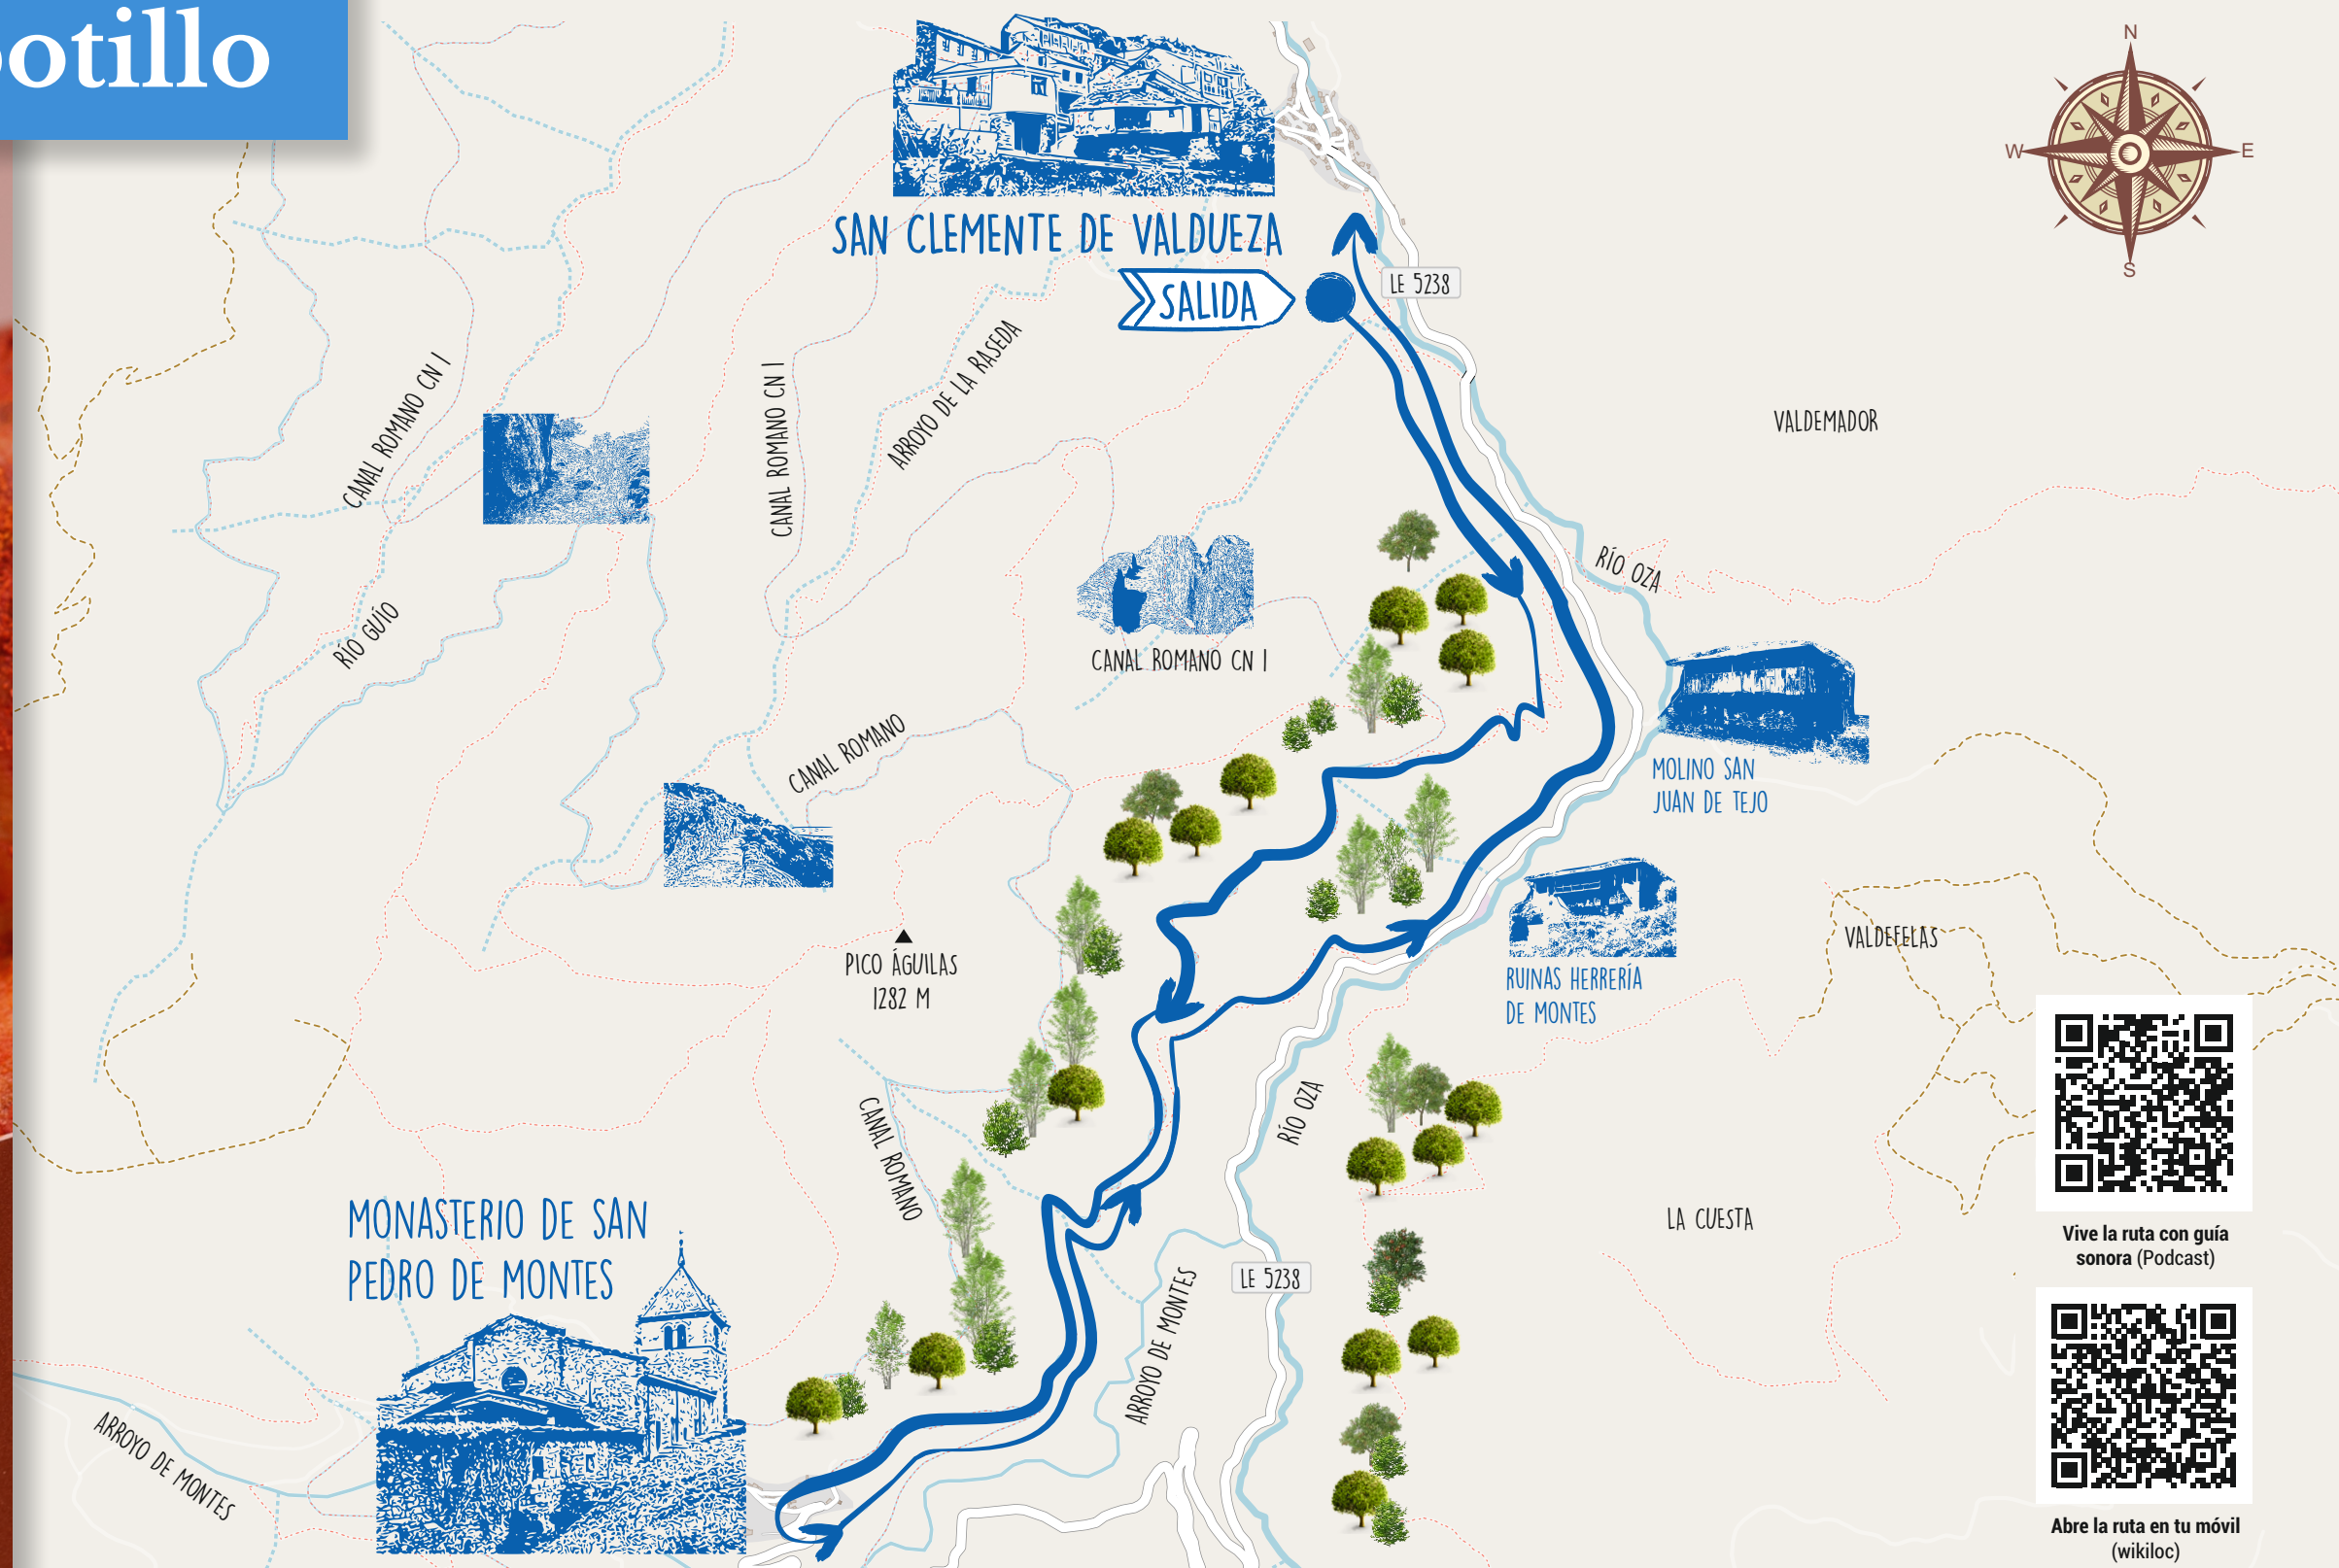 otillo
N
W
E
S
SAN CLEMENTE DE VALDUEZA
SALIDA
LE 5238
CANAL ROMANO CN I
CANAL ROMANO CN I
ARROYO DE LA RASEDA
VALDEMADOR
RÍO OZA
RÍO GUÍO
CANAL ROMANO CN I
CANAL ROMANO
MOLINO SAN
JUAN DE TEJO
PICO ÁGUILAS
1282 M
VALDEFELAS
RUINAS HERRERÍA
DE MONTES
CANAL ROMANO
RÍO OZA
MONASTERIO DE SAN
PEDRO DE MONTES
LA CUESTA
LE 5238
ARROYO DE MONTES
ARROYO DE MONTES
Vive la ruta con guía
sonora (Podcast)
Abre la ruta en tu móvil
(wikiloc)